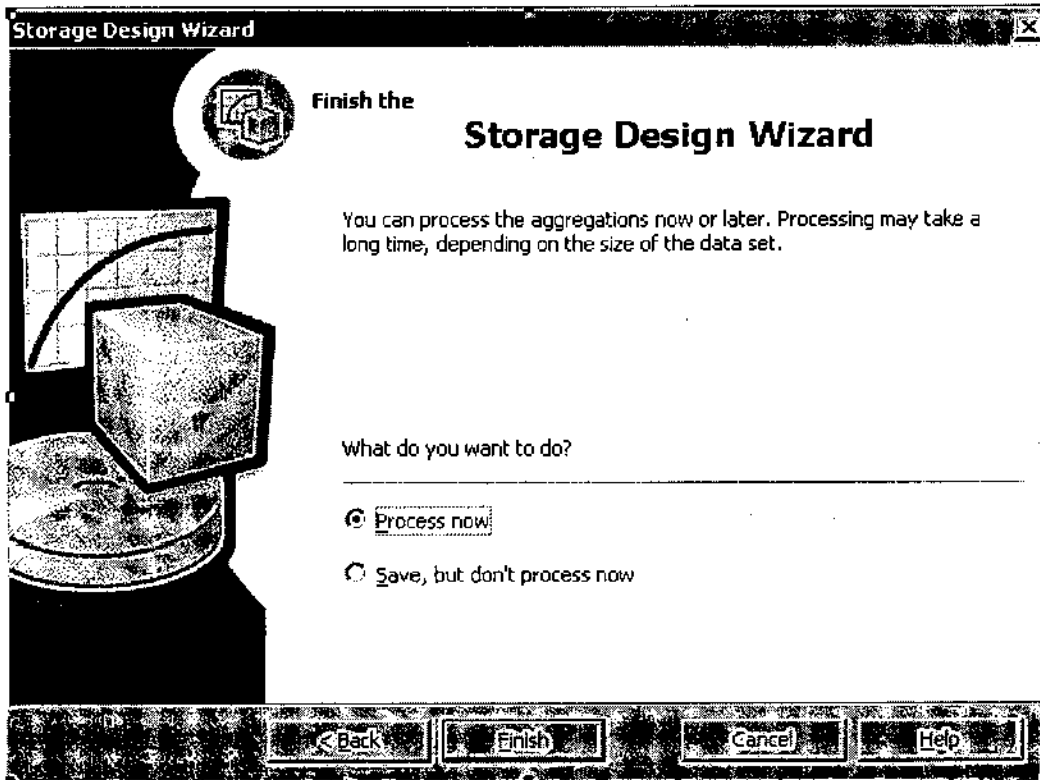 Storage Design Wizard
Finish the
Storage Design Wizard
You can process the aggregations now or later. Processing may take a
long time, depending on the size of the data set.
What do you want to do?
Process now
Save, but don't process now
< Back
Finish
Cancel
Help